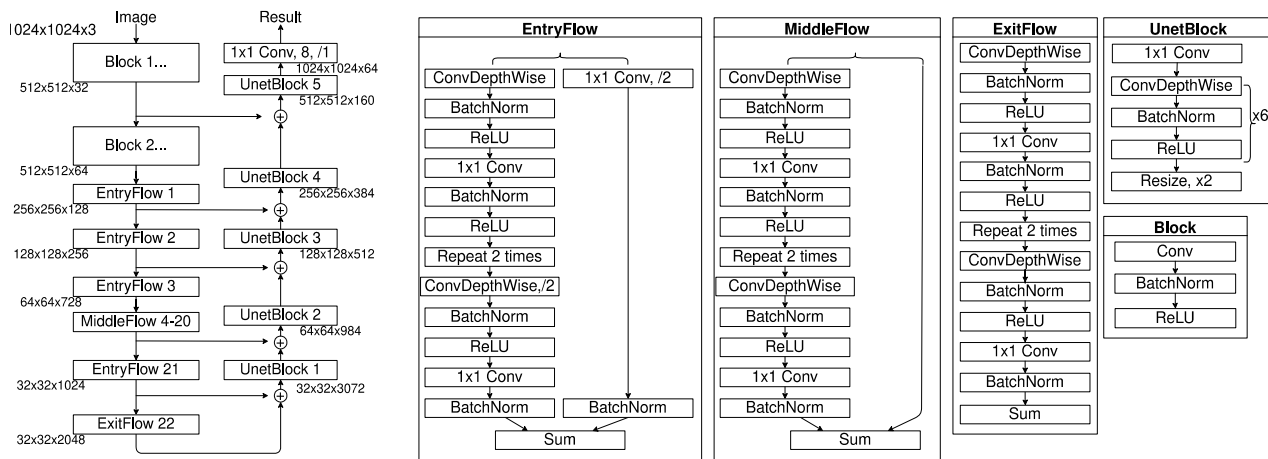 Image
1024x1024x3
Block 1...
512x512x32
Block 2...
512x512x64
EntryFlow 1
256x256x128
EntryFlow 2
128x128x256
EntryFlow 3
64x64x728
MiddleFlow 4-20
EntryFlow 21
32x32x1024
ExitFlow 22
32x32x2048
Result
1x1 Conv, 8, /1
1024x1024x64
UnetBlock 5
512x512x160
+
UnetBlock 4
256x256x384
+
UnetBlock 3
128x128x512
+
UnetBlock 2
64x64x984
+
UnetBlock 1
32x32x3072
+
EntryFlow
ConvDepthWise
BatchNorm
ReLU
1x1 Conv
BatchNorm
ReLU
Repeat 2 times
ConvDepthWise,/2
BatchNorm
ReLU
1x1 Conv
BatchNorm
1x1 Conv, /2
BatchNorm
Sum
MiddleFlow
ConvDepthWise
BatchNorm
ReLU
1x1 Conv
BatchNorm
ReLU
Repeat 2 times
ConvDepthWise
BatchNorm
ReLU
1x1 Conv
BatchNorm
Sum
ExitFlow
ConvDepthWise
BatchNorm
ReLU
1x1 Conv
BatchNorm
ReLU
Repeat 2 times
ConvDepthWise
BatchNorm
ReLU
1x1 Conv
BatchNorm
Sum
UnetBlock
1x1 Conv
ConvDepthWise
BatchNorm
ReLU
x6
Resize, x2
Block
Conv
BatchNorm
ReLU